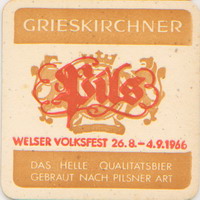 GRIESKIRCHNER
Pils
WELSER VOLKSFEST 26.8.-4.9.1966
DAS HELLE QUALITÄTSBIER
GEBRAUT NACH PILSNER ART